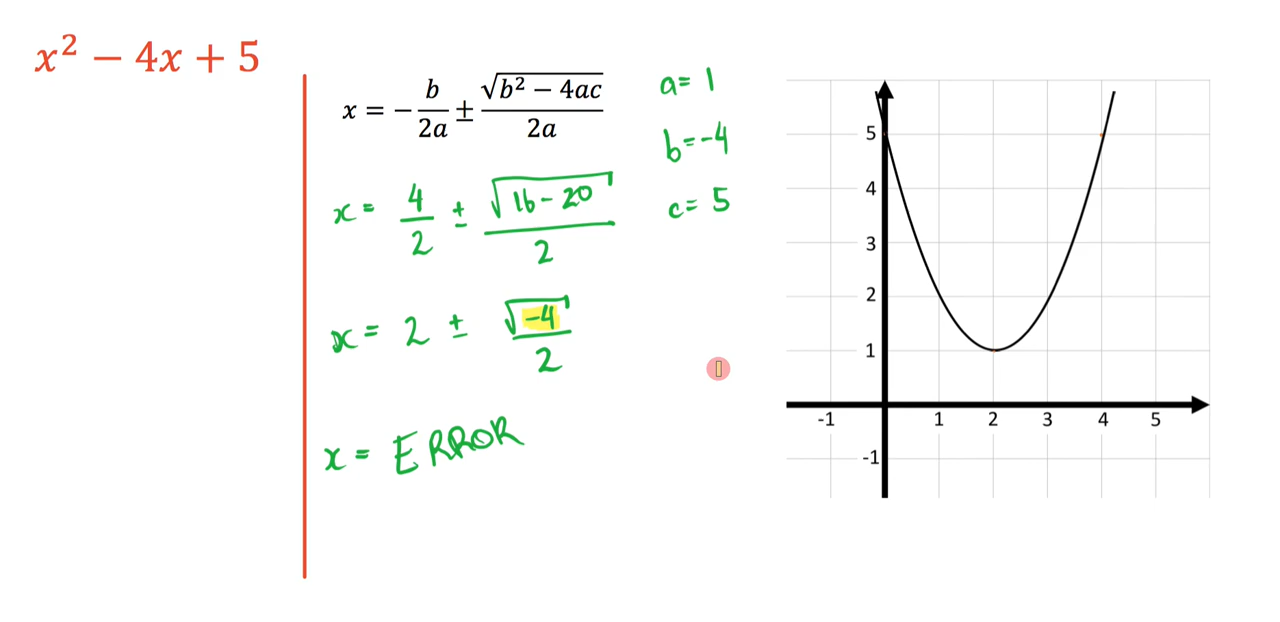 x² − 4x + 5
x = − b/2a ± √(b² − 4ac)/2a
x = 4/2 ± √(16 − 20)/2
x = 2 ± √(−4)/2
x = ERROR
a = 1
b = −4
c = 5
5
4
3
2
1
-1 1 2 3 4 5
-1